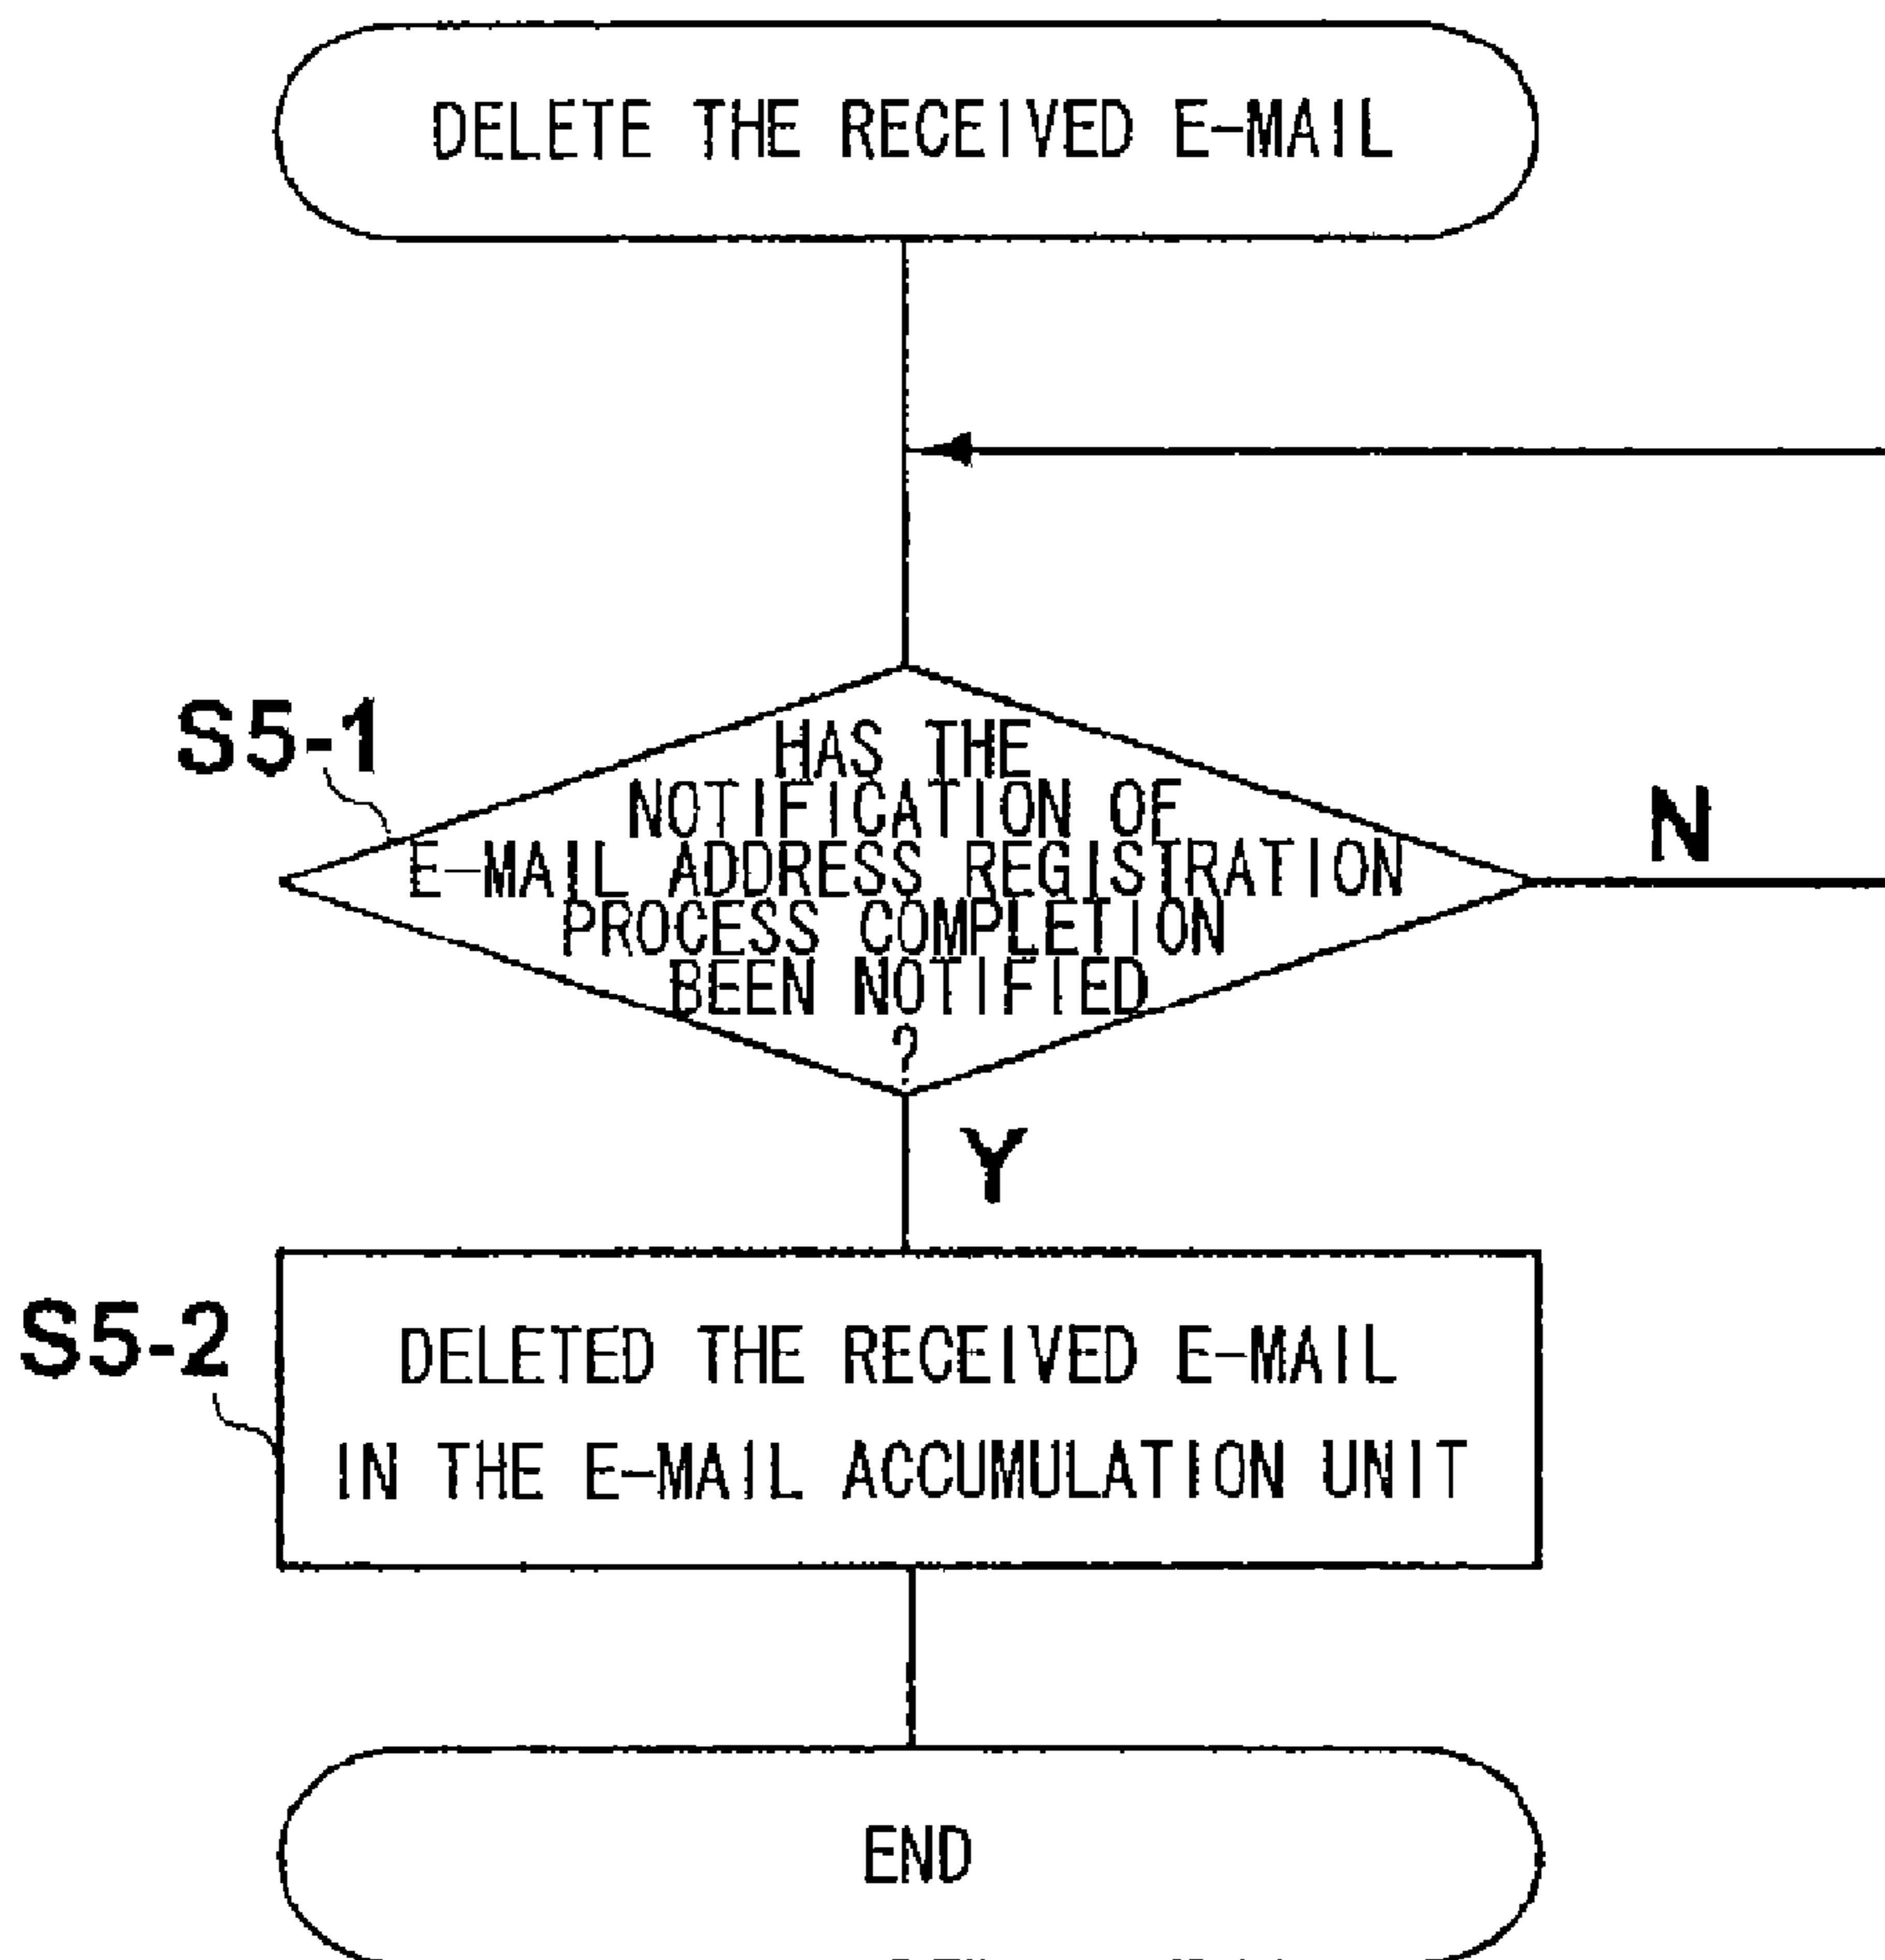 DELETE THE RECEIVED E-MAIL
S5-1
HAS THE
NOTIFICATION OF
E-MAIL ADDRESS REGISTRATION
PROCESS COMPLETION
BEEN NOTIFIED
?
N
Y
S5-2
DELETED THE RECEIVED E-MAIL
IN THE E-MAIL ACCUMULATION UNIT
END